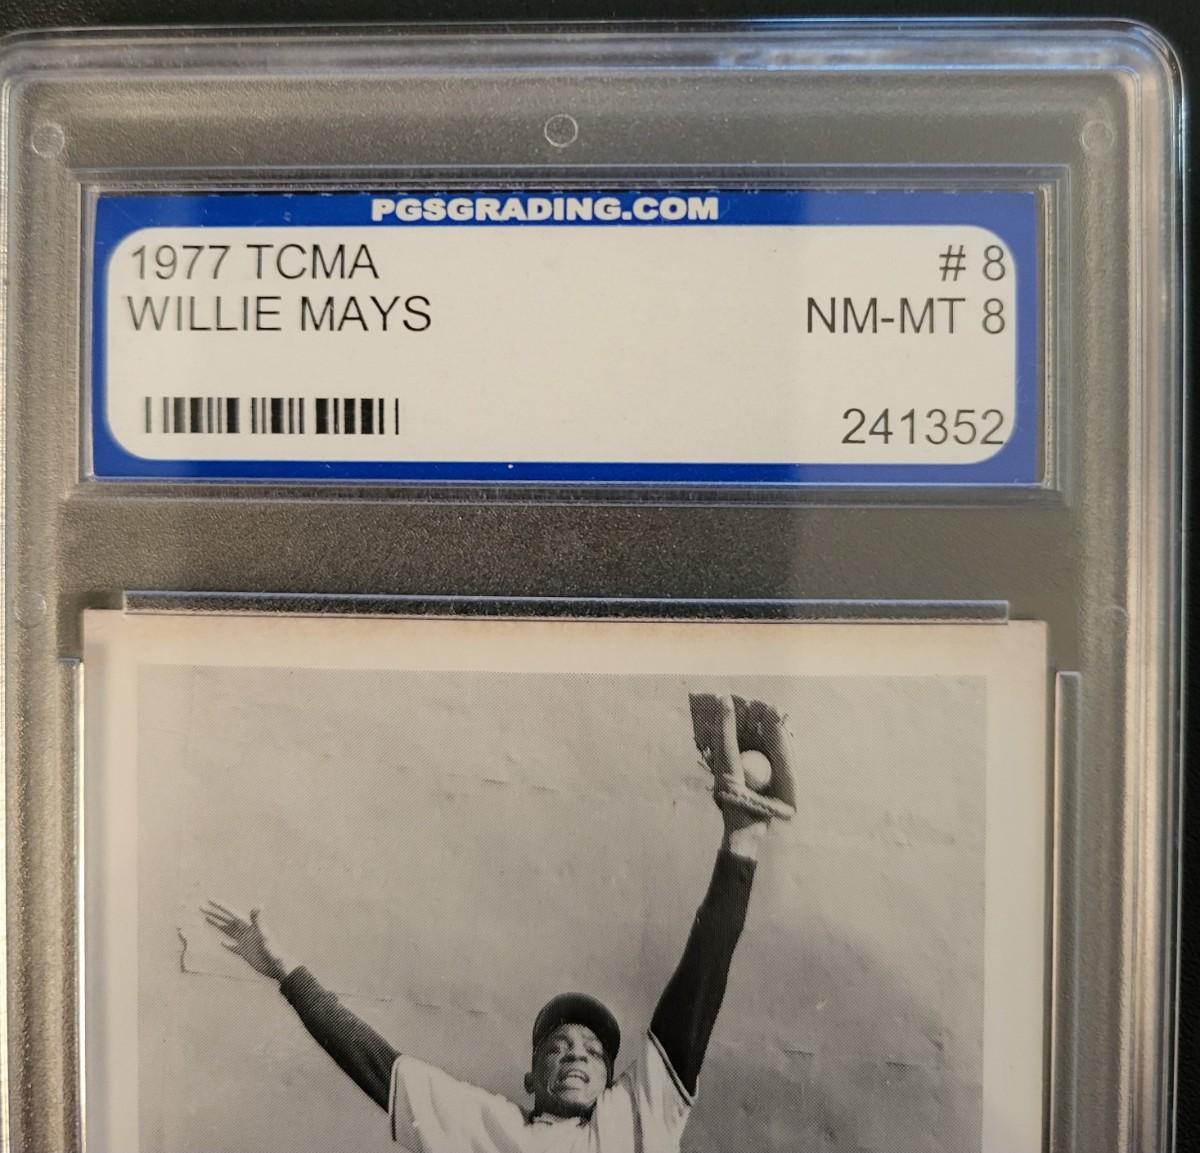 PGSGRADING.COM
1977 TCMA # 8
WILLIE MAYS NM-MT 8
241352